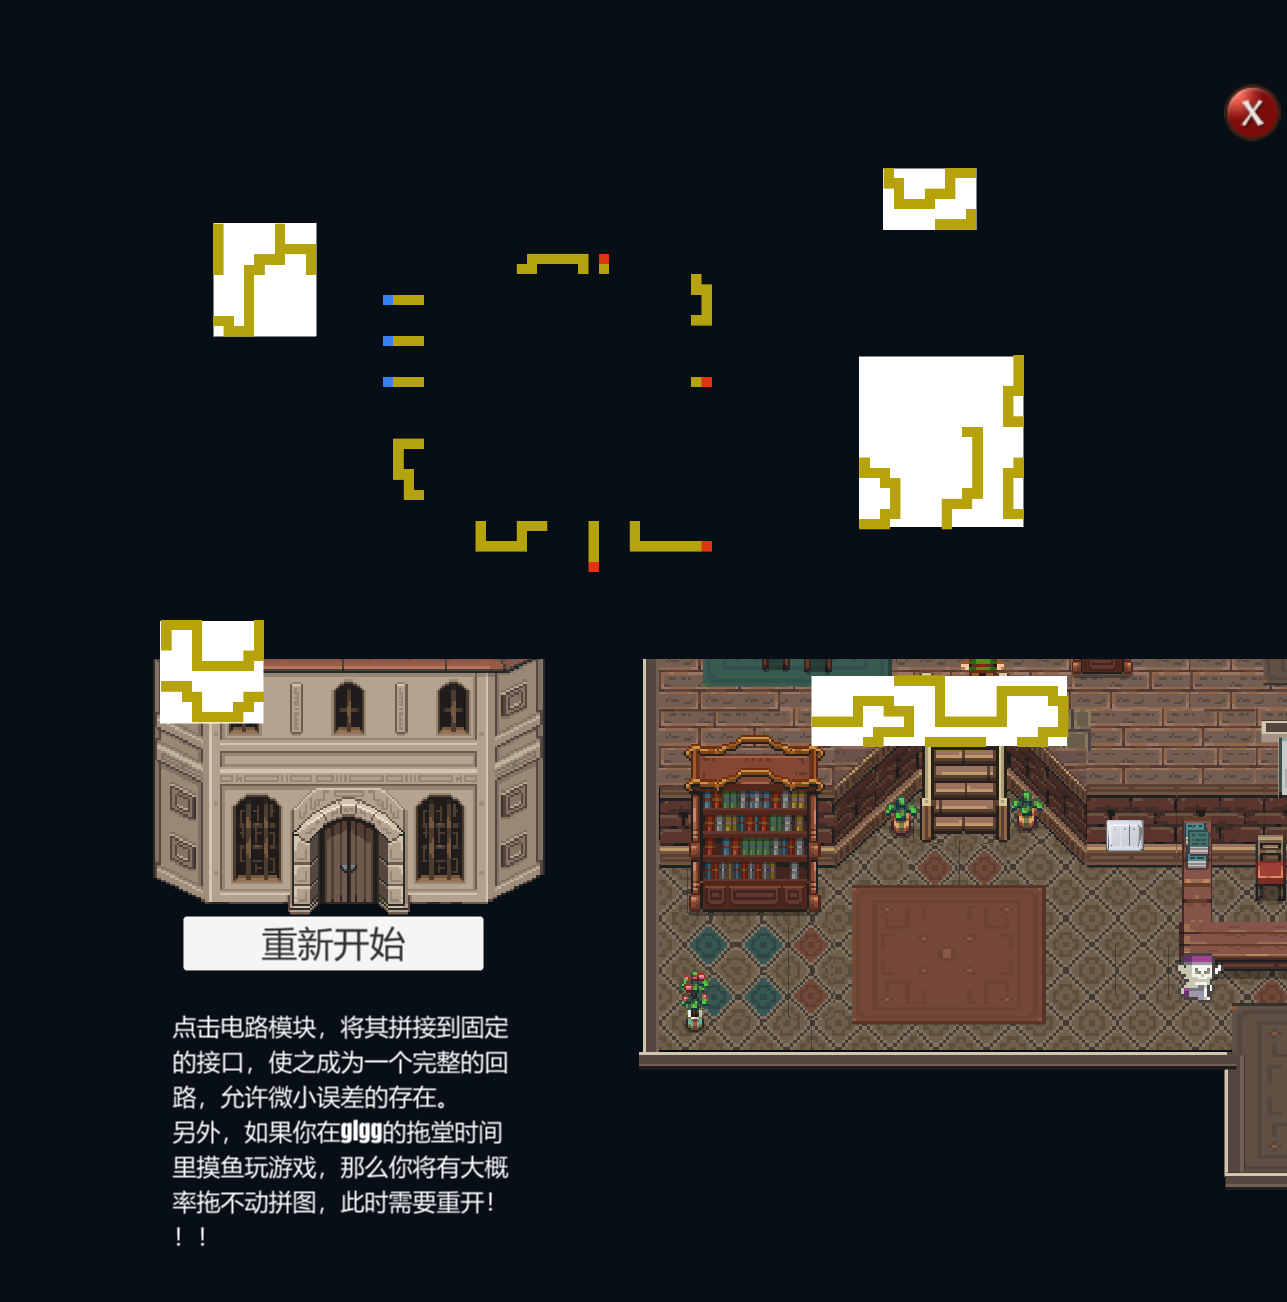 X
重新开始
点击电路模块，将其拼接到固定
的接口，使之成为一个完整的回
路，允许微小误差的存在。
另外，如果你在glgg的拖堂时间
里摸鱼玩游戏，那么你将有大概
率拖不动拼图，此时需要重开！
！！